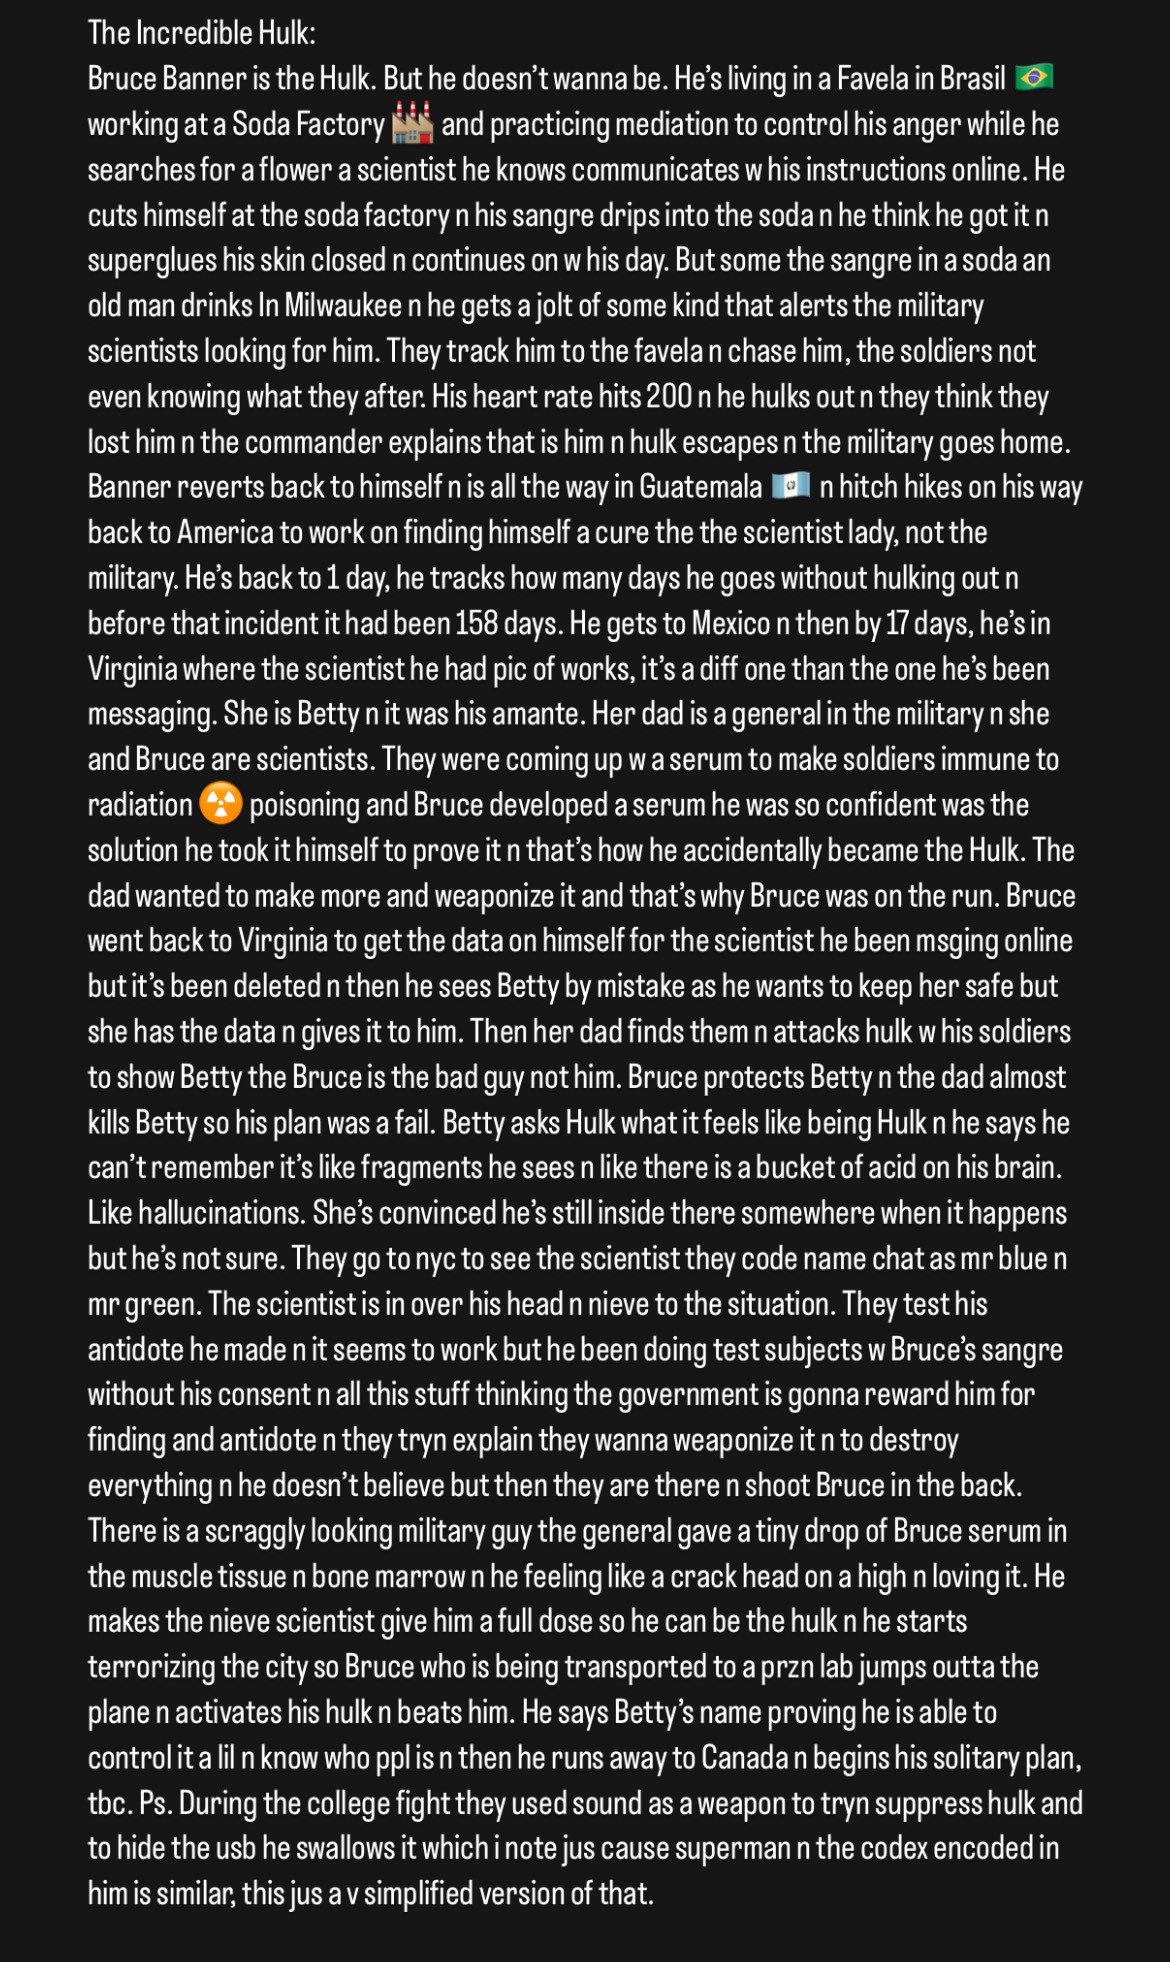 The Incredible Hulk:
Bruce Banner is the Hulk. But he doesn't wanna be. He's living in a Favela in Brasil 🇧🇷
working at a Soda Factory 🏭 and practicing mediation to control his anger while he
searches for a flower a scientist he knows communicates w his instructions online. He
cuts himself at the soda factory n his sangre drips into the soda n he think he got it n
superglues his skin closed n continues on w his day. But some the sangre in a soda an
old man drinks In Milwaukee n he gets a jolt of some kind that alerts the military
scientists looking for him. They track him to the favela n chase him, the soldiers not
even knowing what they after. His heart rate hits 200 n he hulks out n they think they
lost him n the commander explains that is him n hulk escapes n the military goes home.
Banner reverts back to himself n is all the way in Guatemala 🇬🇹 n hitch hikes on his way
back to America to work on finding himself a cure the the scientist lady, not the
military. He's back to 1 day, he tracks how many days he goes without hulking out n
before that incident it had been 158 days. He gets to Mexico n then by 17 days, he's in
Virginia where the scientist he had pic of works, it's a diff one than the one he's been
messaging. She is Betty n it was his amante. Her dad is a general in the military n she
and Bruce are scientists. They were coming up w a serum to make soldiers immune to
radiation ☢️ poisoning and Bruce developed a serum he was so confident was the
solution he took it himself to prove it n that's how he accidentally became the Hulk. The
dad wanted to make more and weaponize it and that's why Bruce was on the run. Bruce
went back to Virginia to get the data on himself for the scientist he been msging online
but it's been deleted n then he sees Betty by mistake as he wants to keep her safe but
she has the data n gives it to him. Then her dad finds them n attacks hulk w his soldiers
to show Betty the Bruce is the bad guy not him. Bruce protects Betty n the dad almost
kills Betty so his plan was a fail. Betty asks Hulk what it feels like being Hulk n he says he
can't remember it's like fragments he sees n like there is a bucket of acid on his brain.
Like hallucinations. She's convinced he's still inside there somewhere when it happens
but he's not sure. They go to nyc to see the scientist they code name chat as mr blue n
mr green. The scientist is in over his head n nieve to the situation. They test his
antidote he made n it seems to work but he been doing test subjects w Bruce's sangre
without his consent n all this stuff thinking the government is gonna reward him for
finding and antidote n they tryn explain they wanna weaponize it n to destroy
everything n he doesn't believe but then they are there n shoot Bruce in the back.
There is a scraggly looking military guy the general gave a tiny drop of Bruce serum in
the muscle tissue n bone marrow n he feeling like a crack head on a high n loving it. He
makes the nieve scientist give him a full dose so he can be the hulk n he starts
terrorizing the city so Bruce who is being transported to a przn lab jumps outta the
plane n activates his hulk n beats him. He says Betty's name proving he is able to
control it a lil n know who ppl is n then he runs away to Canada n begins his solitary plan,
tbc. Ps. During the college fight they used sound as a weapon to tryn suppress hulk and
to hide the usb he swallows it which i note jus cause superman n the codex encoded in
him is similar, this jus a v simplified version of that.